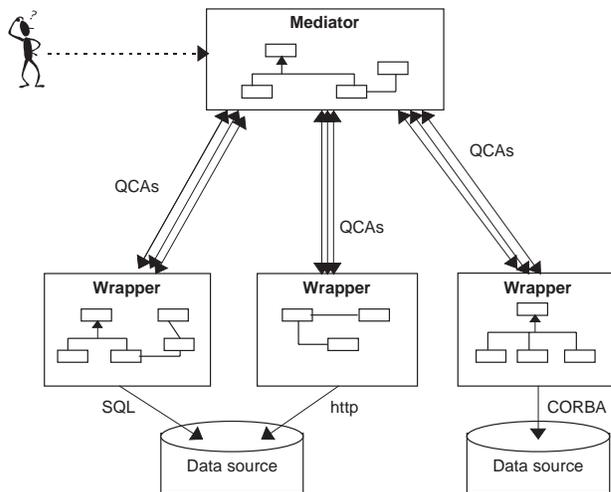 ?
Mediator
QCAs
QCAs
QCAs
Wrapper
Wrapper
Wrapper
SQL
http
CORBA
Data source
Data source